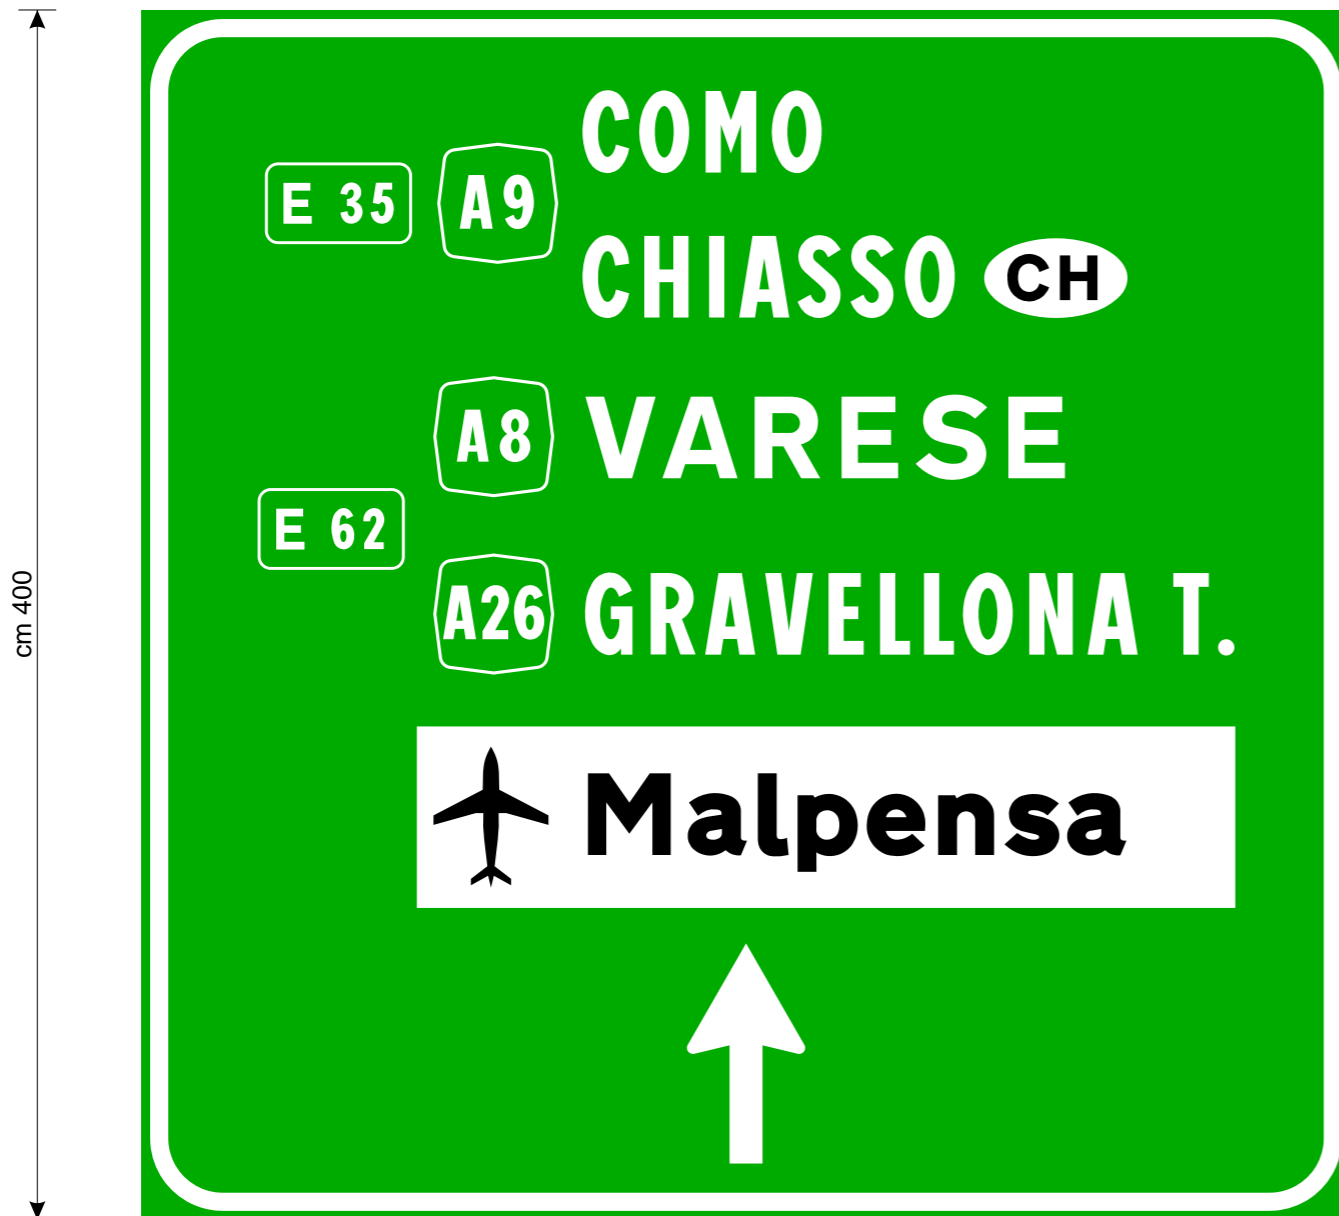 COMO
E 35 A9
CHIASSO CH
A8 VARESE
E 62
A26 GRAVELLONA T.
Malpensa
cm 400